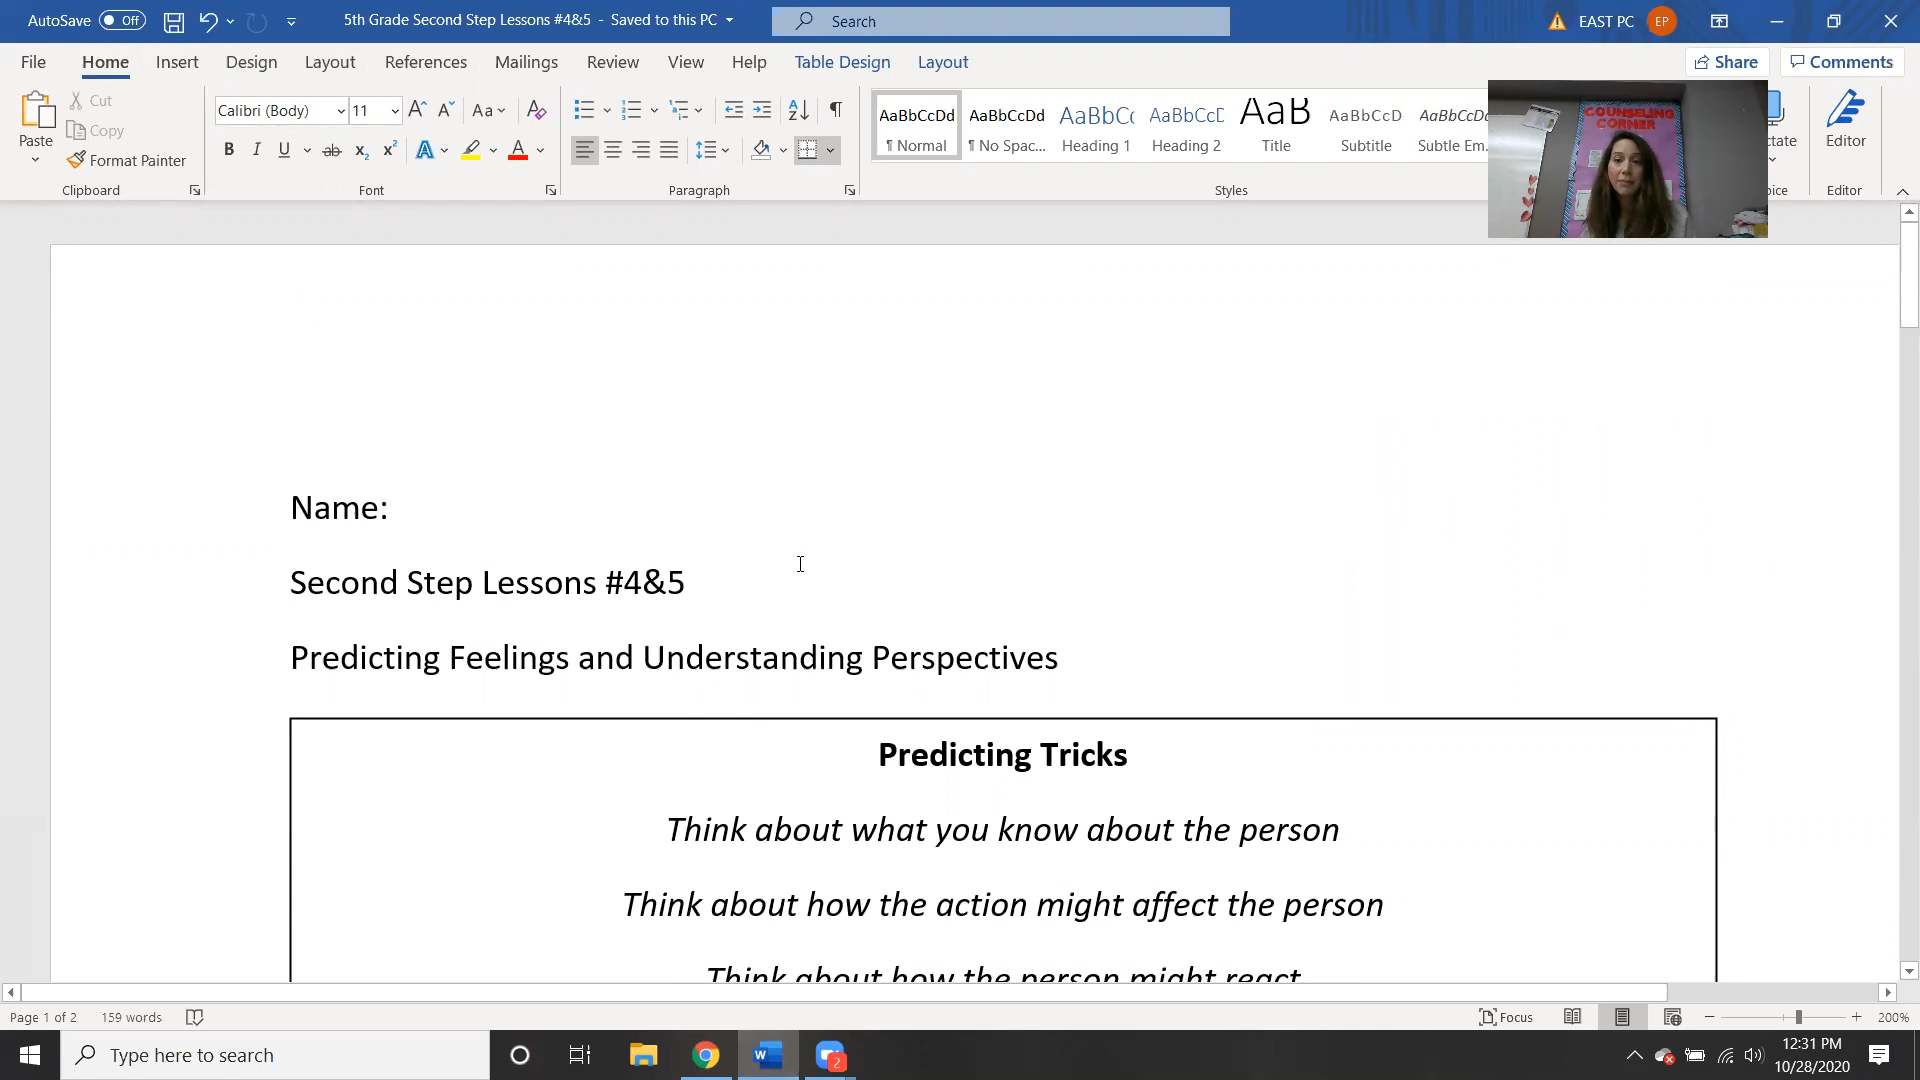 AutoSave Off 5th Grade Second Step Lessons #4&5 - Saved to this PC Search EAST PC EP
File Home Insert Design Layout References Mailings Review View Help Table Design Layout Share Comments
Paste
Cut
Copy
Format Painter
Clipboard
Calibri (Body) 11
Font
Paragraph
AaBbCcDd AaBbCcDd AaBbCc AaBbCcD AaB AaBbCcD AaBbCcDd
¶ Normal ¶ No Spac... Heading 1 Heading 2 Title Subtitle Subtle Em...
Styles
COUNSELING
CORNER
tate
oice
Editor
Editor
Name:
Second Step Lessons #4&5
Predicting Feelings and Understanding Perspectives
Predicting Tricks
Think about what you know about the person
Think about how the action might affect the person
Think about how the person might react
Page 1 of 2 159 words Focus 200%
Type here to search
2
12:31 PM
10/28/2020